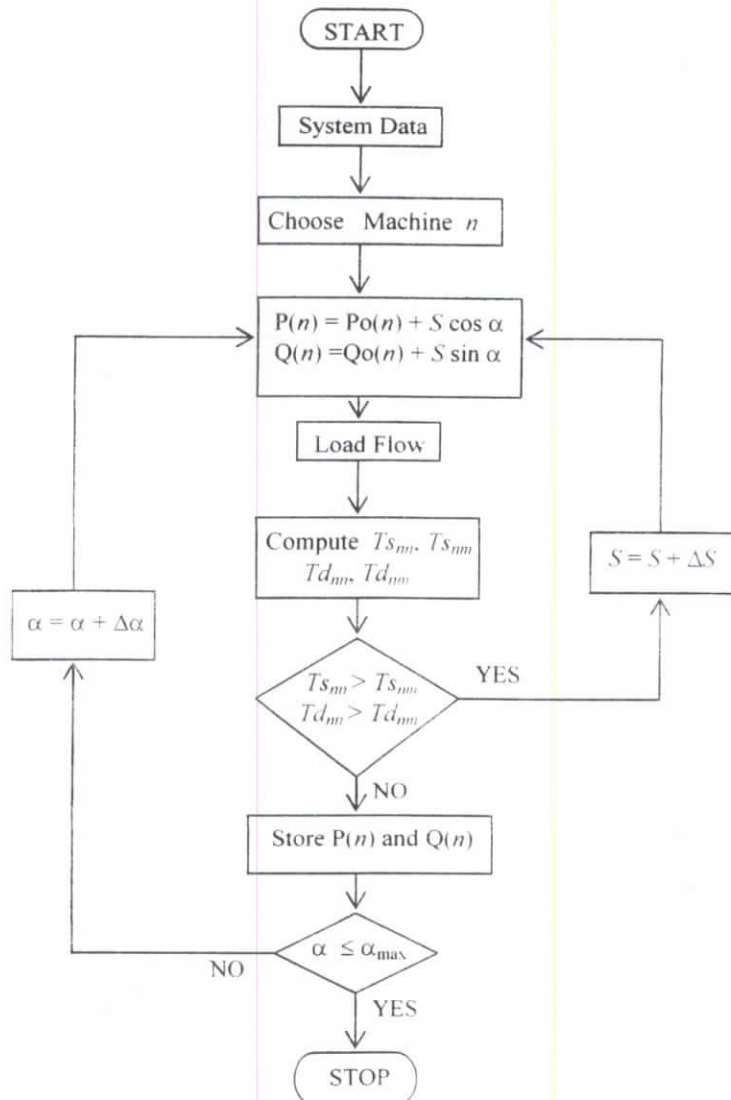 START
System Data
Choose Machine n
P(n) = Po(n) + S cos α
Q(n) =Qo(n) + S sin α
Load Flow
Compute Ts_nn, Ts_nm
Td_nn, Td_nm
S = S + ΔS
α = α + Δα
Ts_nn > Ts_nm
Td_nn > Td_nm
YES
NO
Store P(n) and Q(n)
α ≤ α_max
NO
YES
STOP